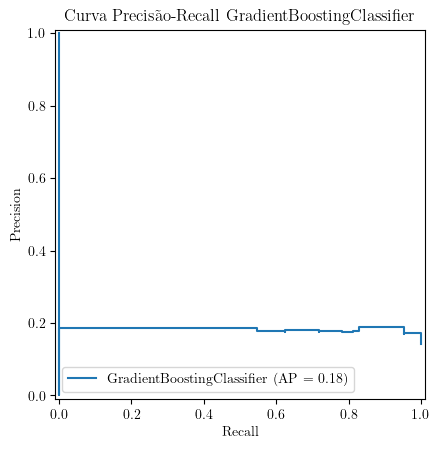 Curva Precisão-Recall GradientBoostingClassifier
1.0
0.8
0.6
0.4
0.2
0.0
Precision
GradientBoostingClassifier (AP = 0.18)
0.0 0.2 0.4 0.6 0.8 1.0
Recall